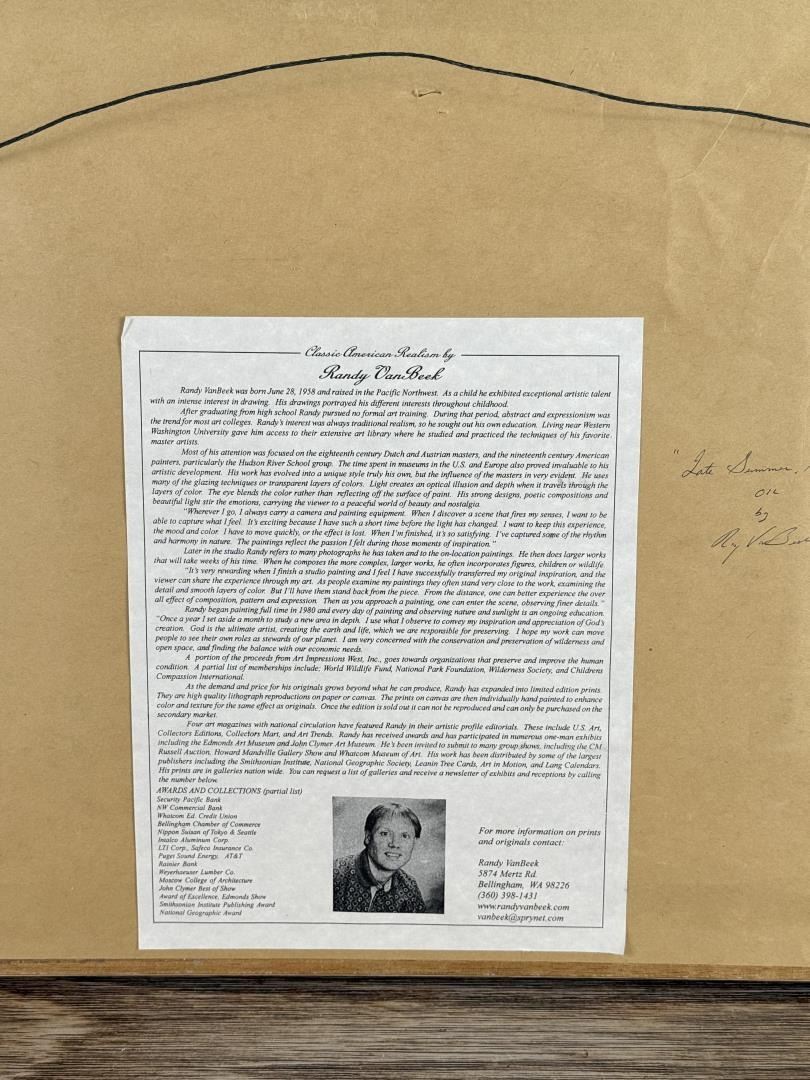 Classic American Realism by
Randy VanBeek
Randy VanBeek was born June 28, 1958 and raised in the Pacific Northwest. As a child he exhibited exceptional artistic talent
with an intense interest in drawing. His drawings portrayed his different interests throughout childhood.
After graduating from high school Randy pursued no formal art training. During that period, abstract and expressionism was
the trend for most art colleges. Randy's interest was always traditional realism, so he sought out his own education. Living near Western
Washington University gave him access to their extensive art library where he studied and practiced the techniques of his favorite
master artists.
Most of his attention was focused on the eighteenth century Dutch and Austrian masters, and the nineteenth century American
painters, particularly the Hudson River School group. The time spent in museums in the U.S. and Europe also proved invaluable to his
artistic development. His work has evolved into a unique style truly his own, but the influence of the masters in very evident. He uses
many of the glazing techniques or transparent layers of colors. Light creates an optical illusion and depth when it travels through the
layers of color. The eye blends the color rather than reflecting off the surface of paint. His strong designs, poetic compositions and
beautiful light stir the emotions, carrying the viewer to a peaceful world of beauty and nostalgia.
"Wherever I go, I always carry a camera and painting equipment. When I discover a scene that fires my senses, I want to be
able to capture what I feel. It's exciting because I have such a short time before the light has changed. I want to keep this experience,
the mood and color. I have to move quickly, or the effect is lost. When I'm finished, it's so satisfying. I've captured some of the rhythm
and harmony in nature. The paintings reflect the passion I felt during those moments of inspiration."
Later in the studio Randy refers to many photographs he has taken and to the on-location paintings. He then does larger works
that will take weeks of his time. When he composes the more complex, larger works, he often incorporates figures, children or wildlife.
"It's very rewarding when I finish a studio painting and I feel I have successfully transferred my original inspiration, and the
viewer can share the experience through my art. As people examine my paintings they often stand very close to the work, examining the
detail and smooth layers of color. But I'll have them stand back from the piece. From the distance, one can better experience the over
all effect of composition, pattern and expression. Then as you approach a painting, one can enter the scene, observing finer details."
Randy began painting full time in 1980 and every day of painting and observing nature and sunlight is an ongoing education.
"Once a year I set aside a month to study a new area in depth. I use what I observe to convey my inspiration and appreciation of God's
creation. God is the ultimate artist, creating the earth and life, which we are responsible for preserving. I hope my work can move
people to see their own roles as stewards of our planet. I am very concerned with the conservation and preservation of wilderness and
open space, and finding the balance with our economic needs.
A portion of the proceeds from Art Impressions West, Inc., goes towards organizations that preserve and improve the human
condition. A partial list of memberships include; World Wildlife Fund, National Park Foundation, Wilderness Society, and Childrens
Compassion International.
As the demand and price for his originals grows beyond what he can produce, Randy has expanded into limited edition prints.
They are high quality lithograph reproductions on paper or canvas. The prints on canvas are then individually hand painted to enhance
color and texture for the same effect as originals. Once the edition is sold out it can not be reproduced and can only be purchased on the
secondary market.
Four art magazines with national circulation have featured Randy in their artistic profile editorials. These include U.S. Art,
Collectors Editions, Collectors Mart, and Art Trends. Randy has received awards and has participated in numerous one-man exhibits
including the Edmonds Art Museum and John Clymer Art Museum. He's been invited to submit to many group shows, including the CM
Russell Auction, Howard Mandville Gallery Show and Whatcom Museum of Art. His work has been distributed by some of the largest
publishers including the Smithsonian Institute, National Geographic Society, Leanin Tree Cards, Art in Motion, and Lang Calendars.
His prints are in galleries nation wide. You can request a list of galleries and receive a newsletter of exhibits and receptions by calling
the number below.
AWARDS AND COLLECTIONS (partial list)
Security Pacific Bank
NW Commercial Bank
Whatcom Ed. Credit Union
Bellingham Chamber of Commerce
Nippon Suisan of Tokyo & Seattle
Intalco Aluminum Corp.
LTI Corp., Safeco Insurance Co.
Puget Sound Energy. AT&T
Rainier Bank
Weyerhaeuser Lumber Co.
Moscow College of Architecture
John Clymer Best of Show
Award of Excellence, Edmonds Show
Smithsonian Institute Publishing Award
National Geographic Award
For more information on prints
and originals contact:
Randy VanBeek
5874 Mertz Rd.
Bellingham, WA 98226
(360) 398-1431
www.randyvanbeek.com
vanbeek@sprynet.com
"Late Summer,
OIL
by